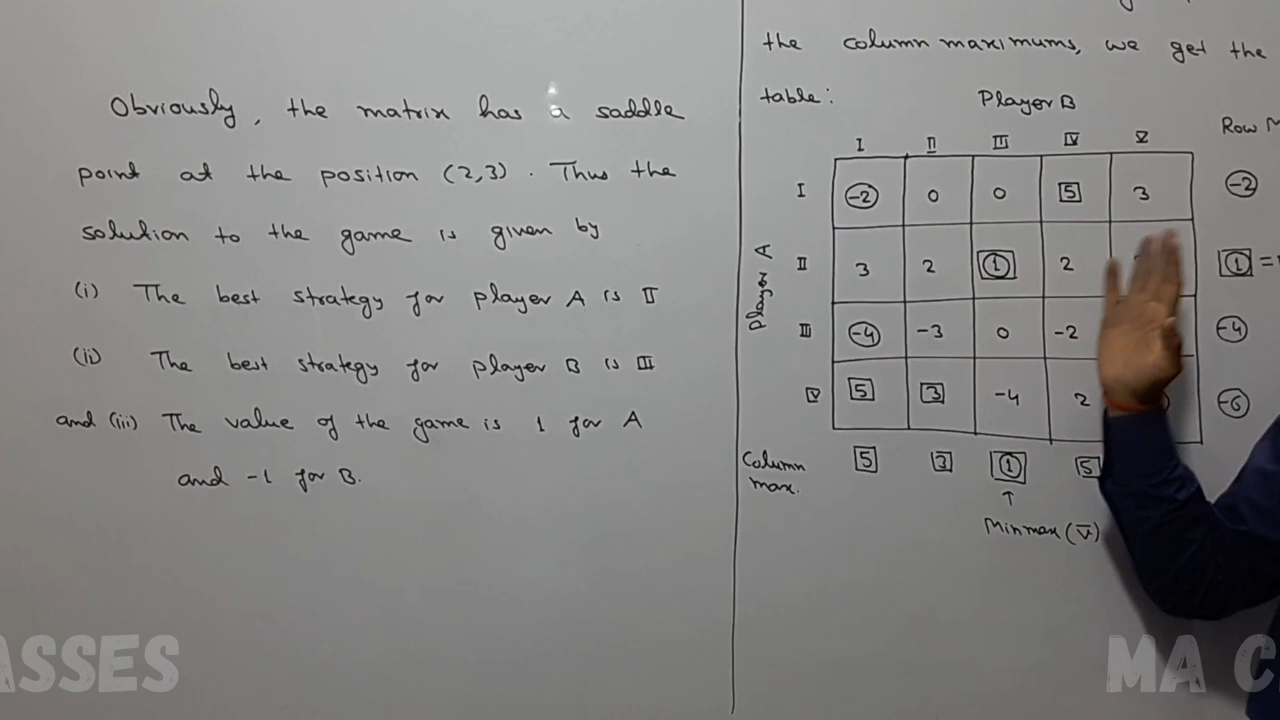 Obviously, the matrix has a saddle
point at the position (2,3). Thus the
solution to the game is given by
(i) The best strategy for player A is II
(ii) The best strategy for player B is III
and (iii) The value of the game is 1 for A
and -1 for B.
the column maximums, we get the
table:
Player B
I II III IV V Row M
Player A
I -2 0 0 5 3 -2
II 3 2 1 2 1 =
III -4 -3 0 -2 -4
IV 5 3 -4 2 -6
Column 5 3 1 5
max.
↑
Minmax (v̄)
ASSES
MA C